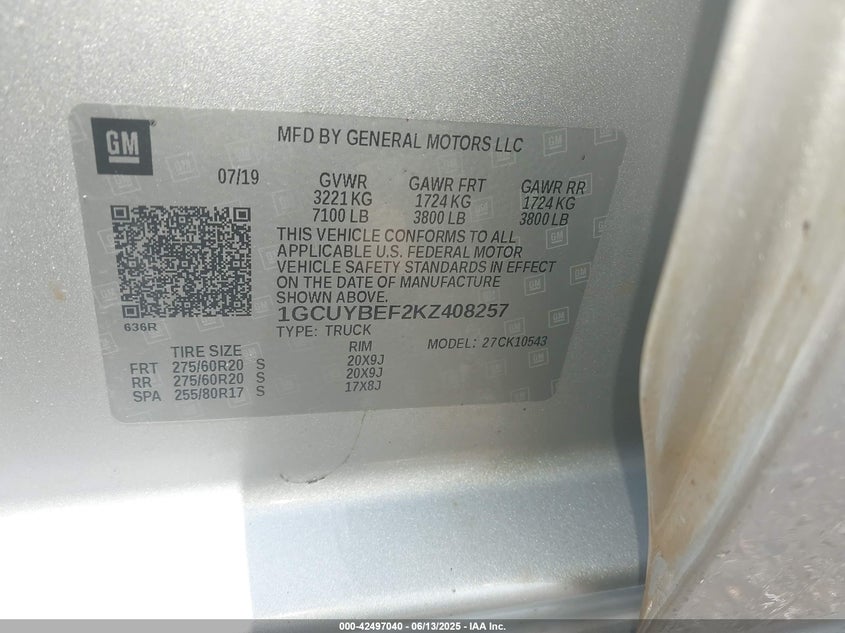 GM
MFD BY GENERAL MOTORS LLC
07/19
GVWR GAWR FRT GAWR RR
3221 KG 1724 KG 1724 KG
7100 LB 3800 LB 3800 LB
THIS VEHICLE CONFORMS TO ALL
APPLICABLE U.S. FEDERAL MOTOR
VEHICLE SAFETY STANDARDS IN EFFECT
ON THE DATE OF MANUFACTURE
SHOWN ABOVE.
1GCUYBEF2KZ408257
636R
TYPE: TRUCK MODEL: 27CK10543
TIRE SIZE RIM
FRT 275/60R20 S 20X9J
RR 275/60R20 S 20X9J
SPA 255/80R17 S 17X8J
000-42497040 - 06/13/2025 - IAA Inc.